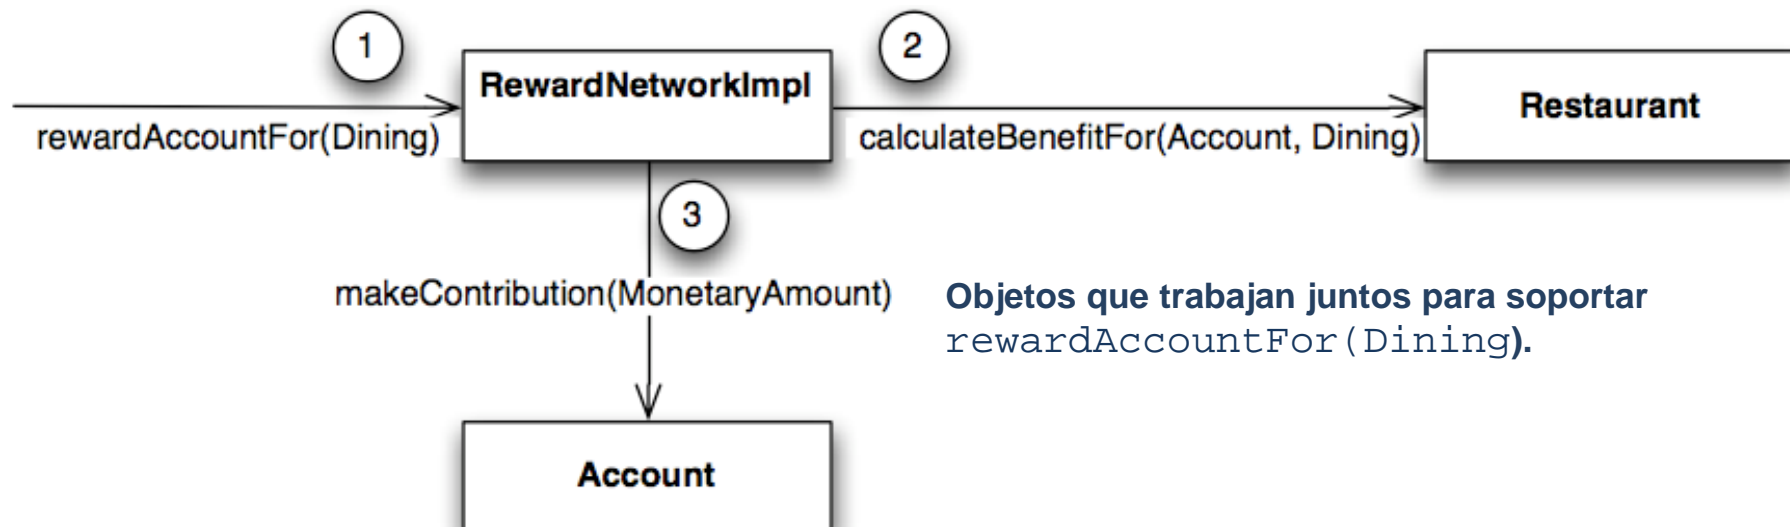 1
2
RewardNetworkImpl
Restaurant
rewardAccountFor(Dining)
calculateBenefitFor(Account, Dining)
3
makeContribution(MonetaryAmount)
Objetos que trabajan juntos para soportar
rewardAccountFor(Dining).
Account